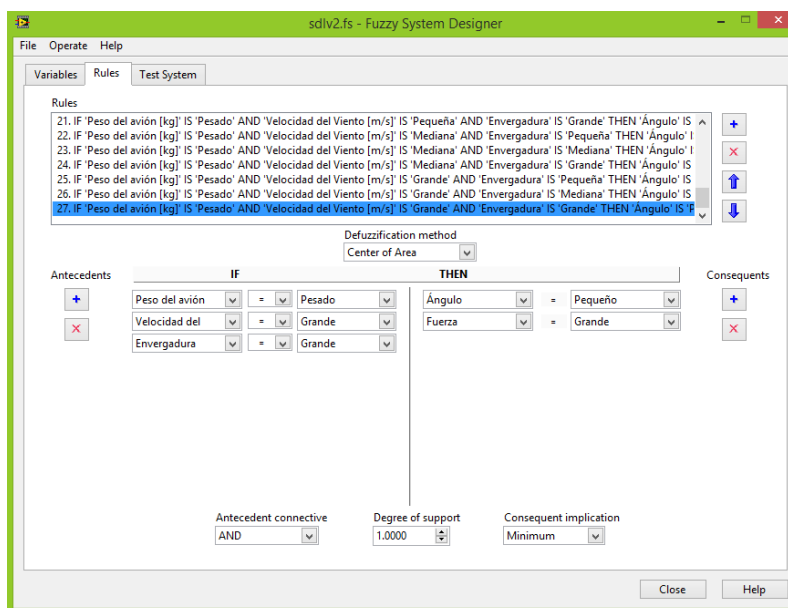 sdlv2.fs - Fuzzy System Designer
File Operate Help
Variables Rules Test System
Rules
21. IF 'Peso del avión [kg]' IS 'Pesado' AND 'Velocidad del Viento [m/s]' IS 'Pequeña' AND 'Envergadura' IS 'Grande' THEN 'Ángulo' IS
22. IF 'Peso del avión [kg]' IS 'Pesado' AND 'Velocidad del Viento [m/s]' IS 'Mediana' AND 'Envergadura' IS 'Pequeña' THEN 'Ángulo' I
23. IF 'Peso del avión [kg]' IS 'Pesado' AND 'Velocidad del Viento [m/s]' IS 'Mediana' AND 'Envergadura' IS 'Mediana' THEN 'Ángulo' I
24. IF 'Peso del avión [kg]' IS 'Pesado' AND 'Velocidad del Viento [m/s]' IS 'Mediana' AND 'Envergadura' IS 'Grande' THEN 'Ángulo' IS
25. IF 'Peso del avión [kg]' IS 'Pesado' AND 'Velocidad del Viento [m/s]' IS 'Grande' AND 'Envergadura' IS 'Pequeña' THEN 'Ángulo' IS
26. IF 'Peso del avión [kg]' IS 'Pesado' AND 'Velocidad del Viento [m/s]' IS 'Grande' AND 'Envergadura' IS 'Mediana' THEN 'Ángulo' IS
27. IF 'Peso del avión [kg]' IS 'Pesado' AND 'Velocidad del Viento [m/s]' IS 'Grande' AND 'Envergadura' IS 'Grande' THEN 'Ángulo' IS 'P
Defuzzification method
Center of Area
Antecedents IF THEN Consequents
Peso del avión = Pesado Ángulo = Pequeño
Velocidad del = Grande Fuerza = Grande
Envergadura = Grande
Antecedent connective Degree of support Consequent implication
AND 1.0000 Minimum
Close Help